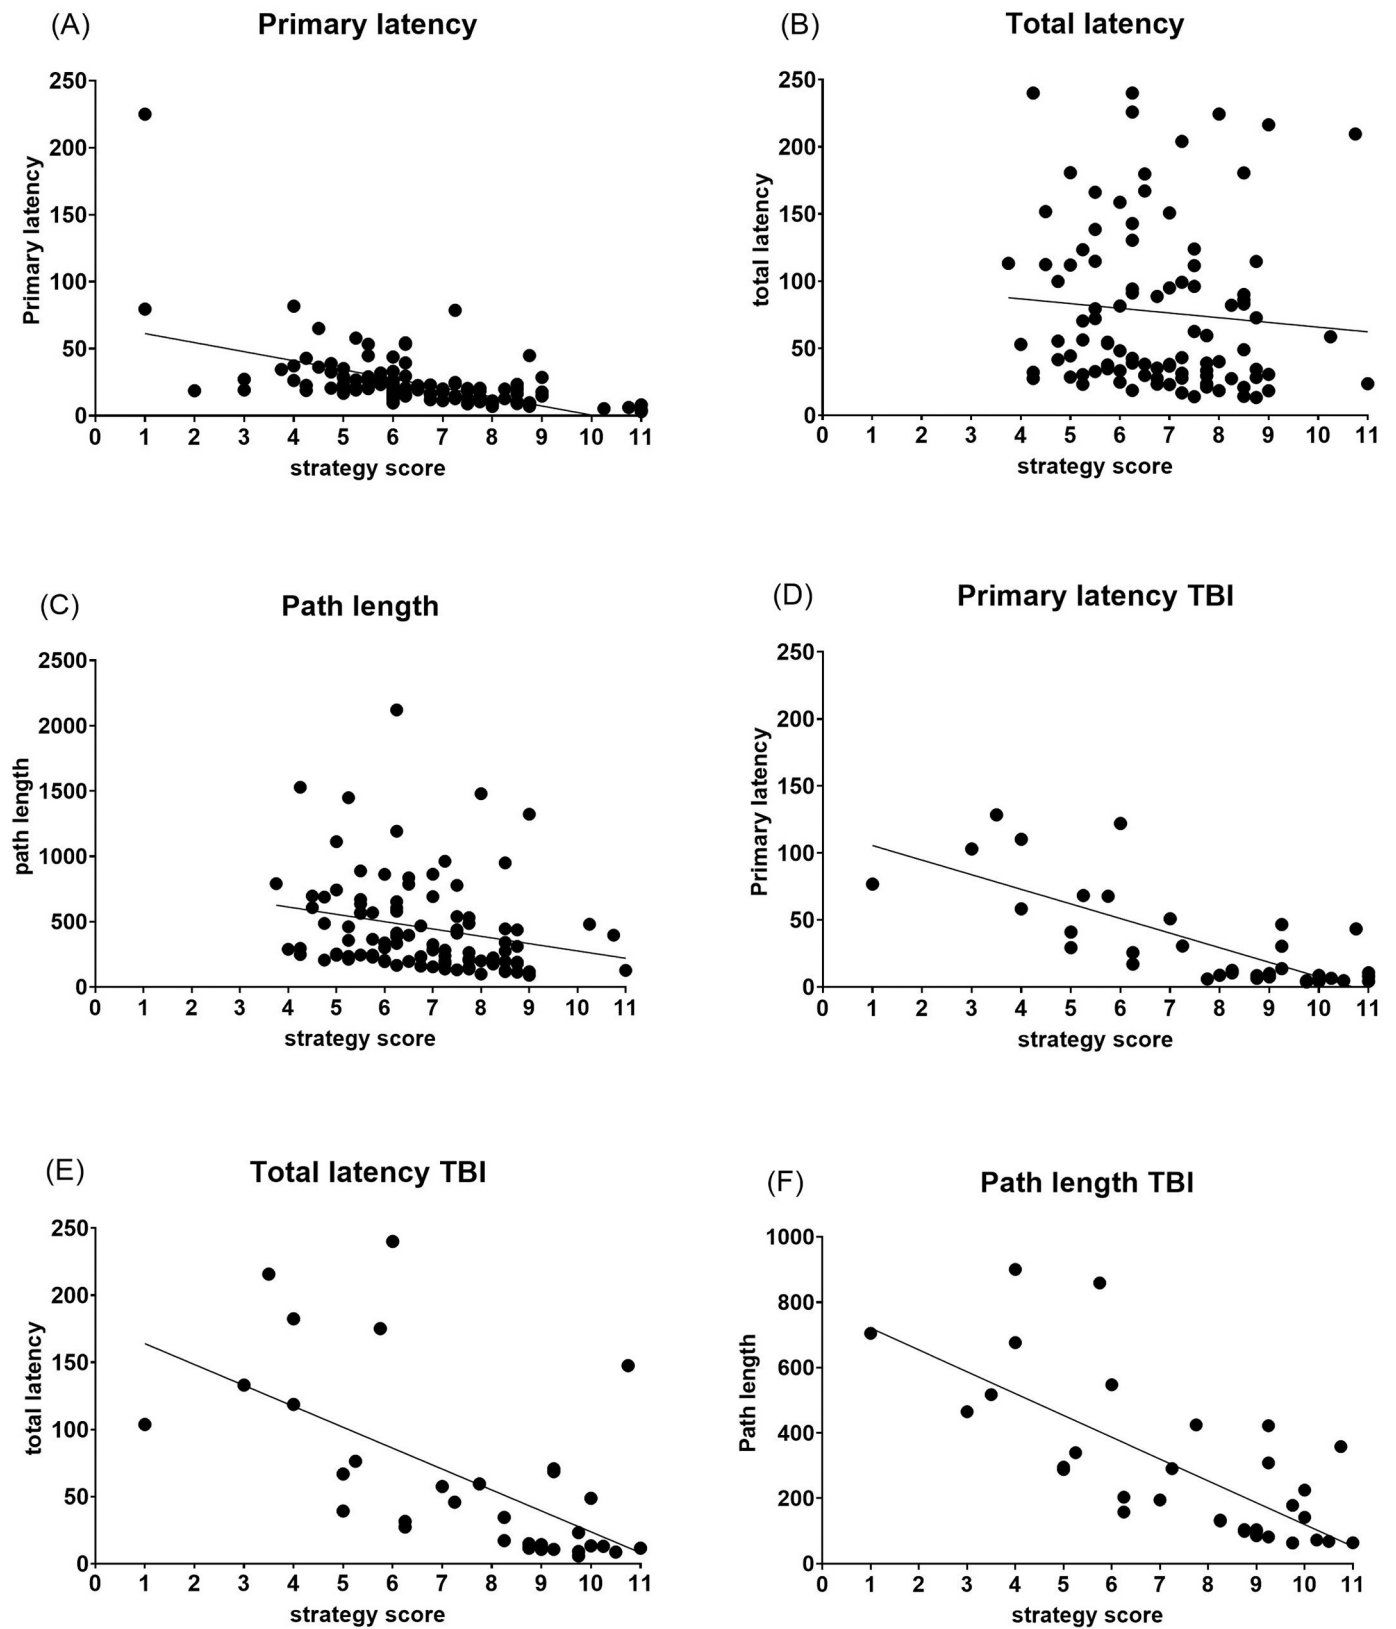 (A) Primary latency
250
200
150
100
50
0
Primary latency
0 1 2 3 4 5 6 7 8 9 10 11
strategy score
(B) Total latency
250
200
150
100
50
0
total latency
0 1 2 3 4 5 6 7 8 9 10 11
strategy score
(C) Path length
2500
2000
1500
1000
500
0
path length
0 1 2 3 4 5 6 7 8 9 10 11
strategy score
(D) Primary latency TBI
250
200
150
100
50
0
Primary latency
0 1 2 3 4 5 6 7 8 9 10 11
strategy score
(E) Total latency TBI
250
200
150
100
50
0
total latency
0 1 2 3 4 5 6 7 8 9 10 11
strategy score
(F) Path length TBI
1000
800
600
400
200
0
Path length
0 1 2 3 4 5 6 7 8 9 10 11
strategy score